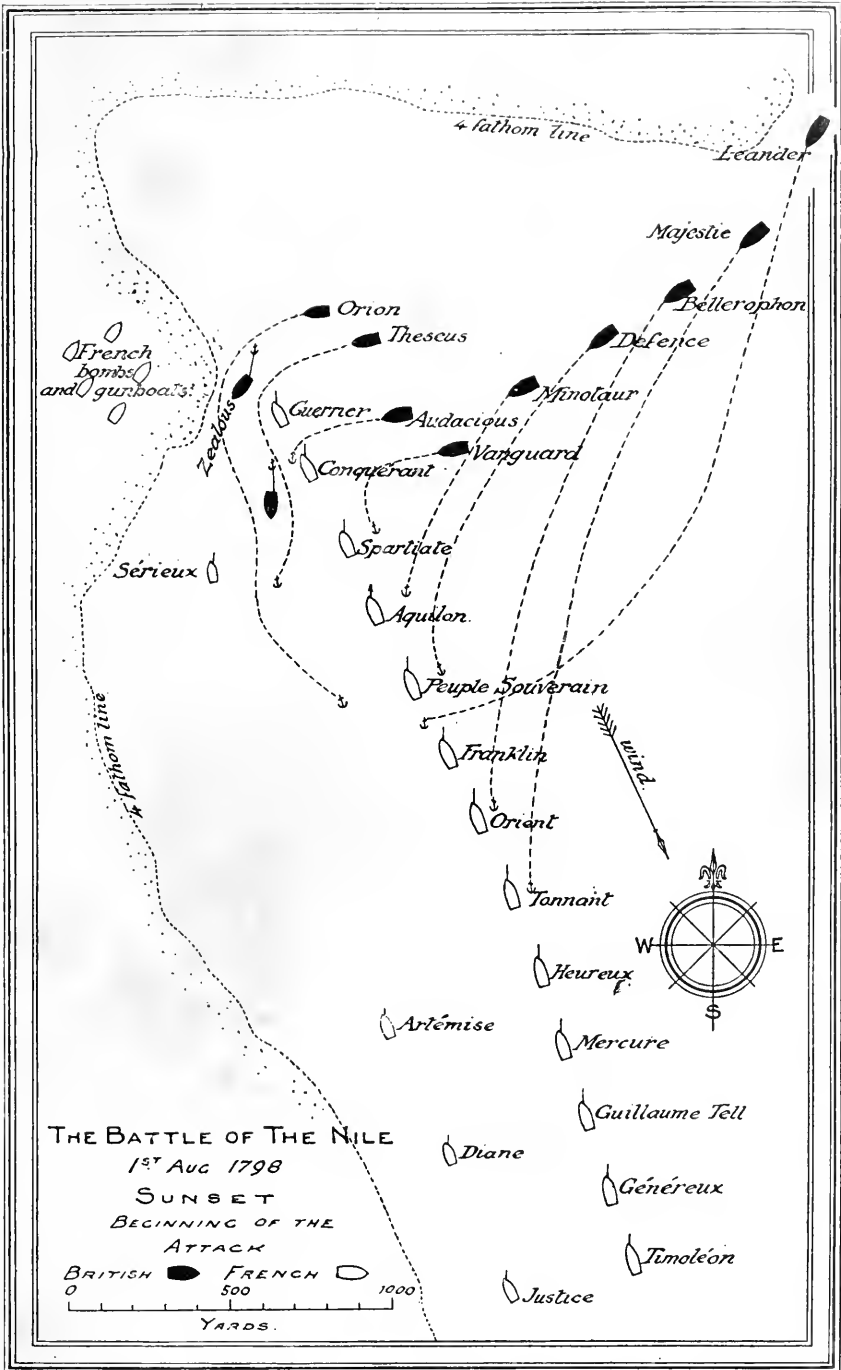 4 fathom line
Leander
Majestic
Bellerophon
Orion
Thescus
Defence
French
bombs
and gunboats
Zealous
Guerrier
Minotaur
Audacious
Conquérant
Vanguard
Spartiate
Sérieux
Aquilon.
Peuple Souverain
4 fathom line
wind.
Franklin
Orient
Tonnant
W
E
S
Heureux
Artémise
Mercure
Guillaume Tell
THE BATTLE OF THE NILE
1ST AUG 1798
SUNSET
BEGINNING OF THE
ATTACK
BRITISH FRENCH
0 500 1000
YARDS.
Diane
Généreux
Timoléon
Justice